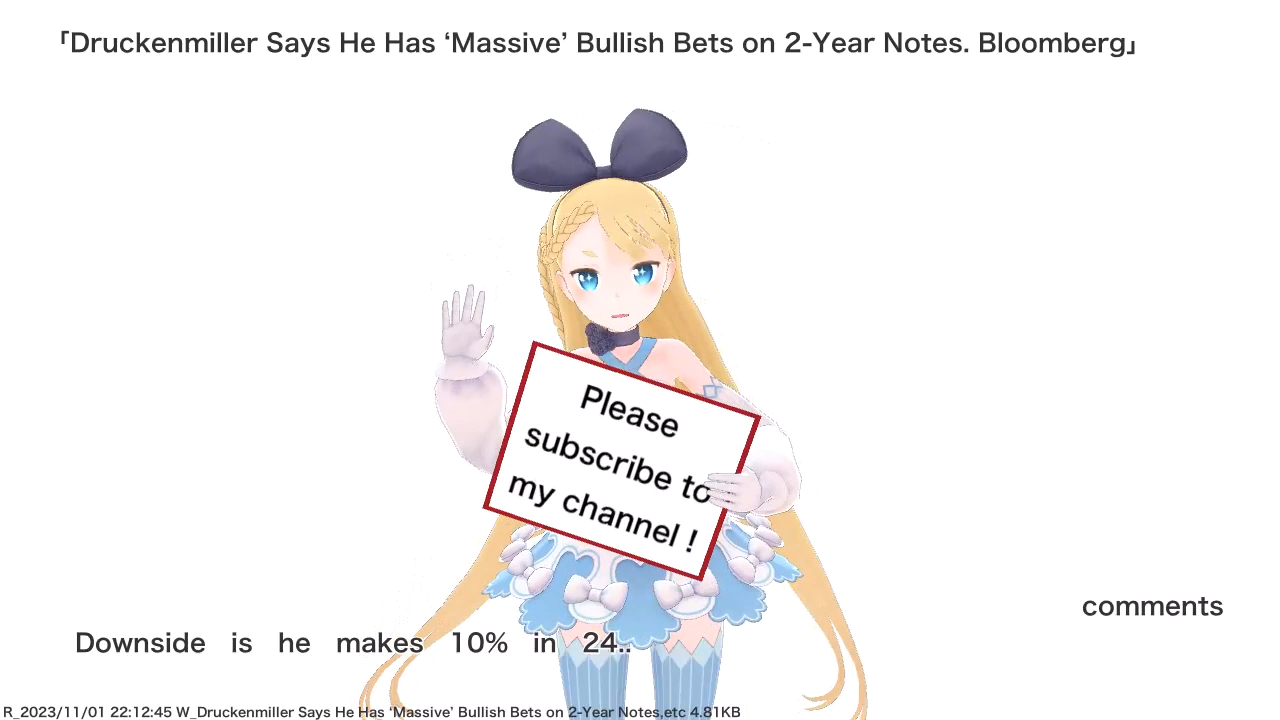 「Druckenmiller Says He Has ‘Massive’ Bullish Bets on 2-Year Notes. Bloomberg」
Please
subscribe to
my channel !
comments
Downside is he makes 10% in 24..
R_2023/11/01 22:12:45 W_Druckenmiller Says He Has ‘Massive’ Bullish Bets on 2-Year Notes,etc 4.81KB